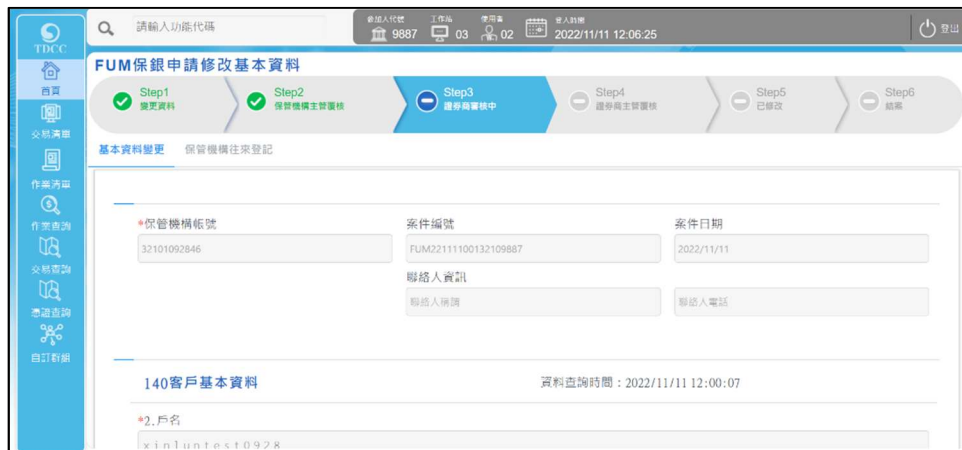 TDCC
請輸入功能代碼
參加人代號 工作站 使用者 登入時間
9887 03 02 2022/11/11 12:06:25
登出
首頁
交易清單
作業清單
作業查詢
交易查詢
憑證查詢
自訂群組
FUM保銀申請修改基本資料
Step1 Step2 Step3 Step4 Step5 Step6
變更資料 保管機構主管覆核 證券商審核中 證券商主管覆核 已修改 結案
基本資料變更 保管機構往來登記
*保管機構帳號 案件編號 案件日期
32101092846 FUM22111100132109887 2022/11/11
聯絡人資訊
聯絡人稱謂 聯絡人電話
140客戶基本資料 資料查詢時間：2022/11/11 12:00:07
*2.戶名
xinluntest0928